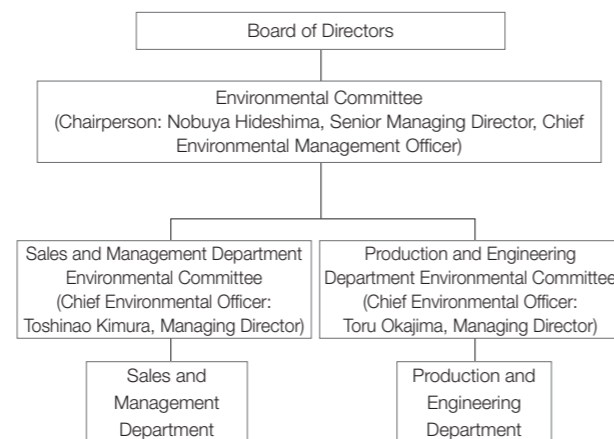 Board of Directors
Environmental Committee
(Chairperson: Nobuya Hideshima, Senior Managing Director, Chief
Environmental Management Officer)
Sales and Management Department
Environmental Committee
(Chief Environmental Officer:
Toshinao Kimura, Managing Director)
Production and Engineering
Department Environmental Committee
(Chief Environmental Officer:
Toru Okajima, Managing Director)
Sales and
Management
Department
Production and
Engineering
Department